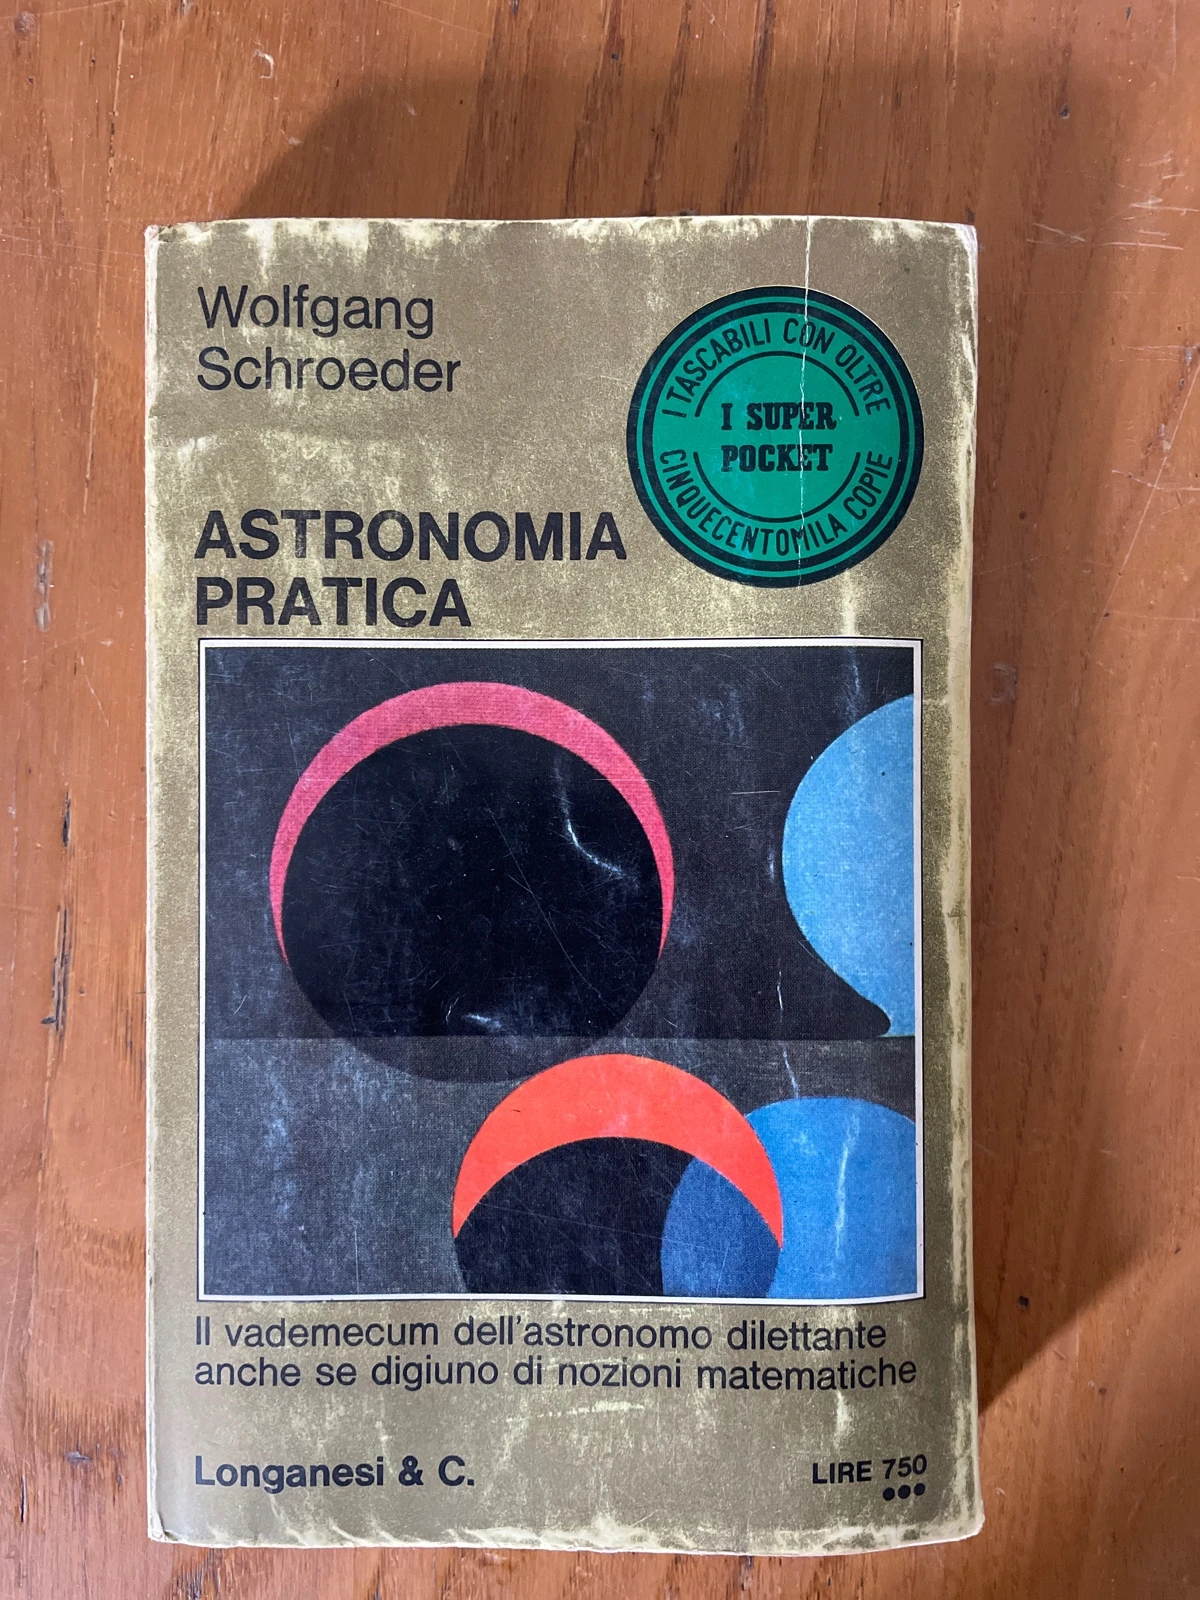 Wolfgang
Schroeder
I TASCABILI CON OLTRE
I SUPER
POCKET
CINQUECENTOMILA COPIE
ASTRONOMIA
PRATICA
Il vademecum dell'astronomo dilettante
anche se digiuno di nozioni matematiche
Longanesi & C.
LIRE 750